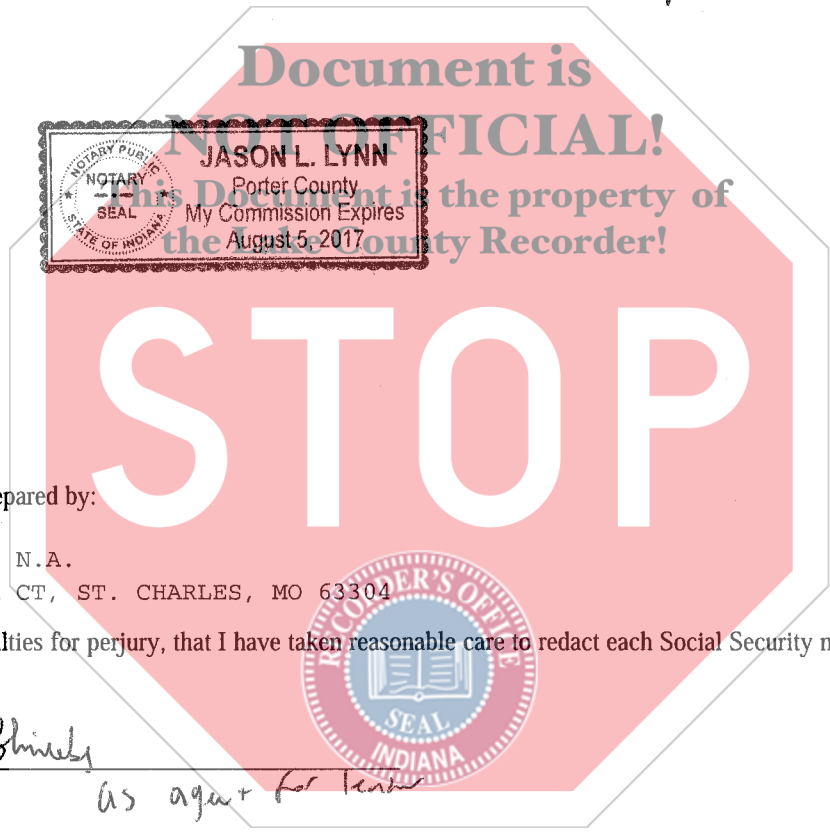 Document is
NOT OFFICIAL!
This Document is the property of
the Lake County Recorder!
NOTARY PUBLIC
NOTARY
SEAL
STATE OF INDIANA
JASON L. LYNN
Porter County
My Commission Expires
August 5, 2017
STOP
epared by:
N.A.
CT, ST. CHARLES, MO 63304
lties for perjury, that I have taken reasonable care to redact each Social Security n
RECORDER'S OFFICE
SEAL
INDIANA
as agent for lender